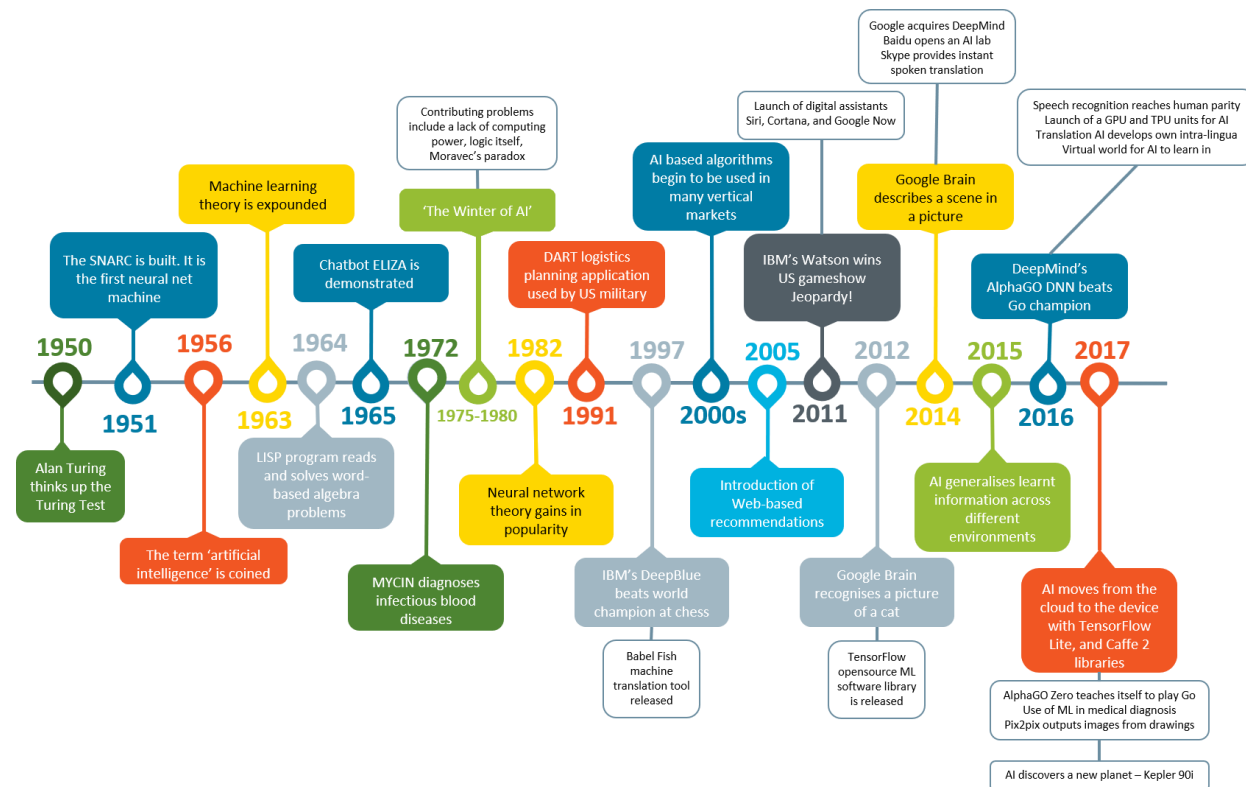 Google acquires DeepMind
Baidu opens an AI lab
Skype provides instant
spoken translation
Contributing problems
include a lack of computing
power, logic itself,
Moravec's paradox
Launch of digital assistants
Siri, Cortana, and Google Now
Speech recognition reaches human parity
Launch of a GPU and TPU units for AI
Translation AI develops own intra-lingua
Virtual world for AI to learn in
Machine learning
theory is expounded
'The Winter of AI'
AI based algorithms
begin to be used in
many vertical
markets
Google Brain
describes a scene in
a picture
The SNARC is built. It is
the first neural net
machine
Chatbot ELIZA is
demonstrated
DART logistics
planning application
used by US military
IBM's Watson wins
US gameshow
Jeopardy!
DeepMind's
AlphaGO DNN beats
Go champion
1950
1951
1956
1963
1964
1965
1972
1975-1980
1982
1991
1997
2000s
2005
2011
2012
2014
2015
2016
2017
Alan Turing
thinks up the
Turing Test
The term 'artificial
intelligence' is coined
LISP program reads
and solves word-
based algebra
problems
MYCIN diagnoses
infectious blood
diseases
Neural network
theory gains in
popularity
IBM's DeepBlue
beats world
champion at chess
Babel Fish
machine
translation tool
released
Introduction of
Web-based
recommendations
Google Brain
recognises a picture
of a cat
TensorFlow
opensource ML
software library
is released
AI generalises learnt
information across
different
environments
AI moves from the
cloud to the device
with TensorFlow
Lite, and Caffe 2
libraries
AlphaGO Zero teaches itself to play Go
Use of ML in medical diagnosis
Pix2pix outputs images from drawings
AI discovers a new planet – Kepler 90i